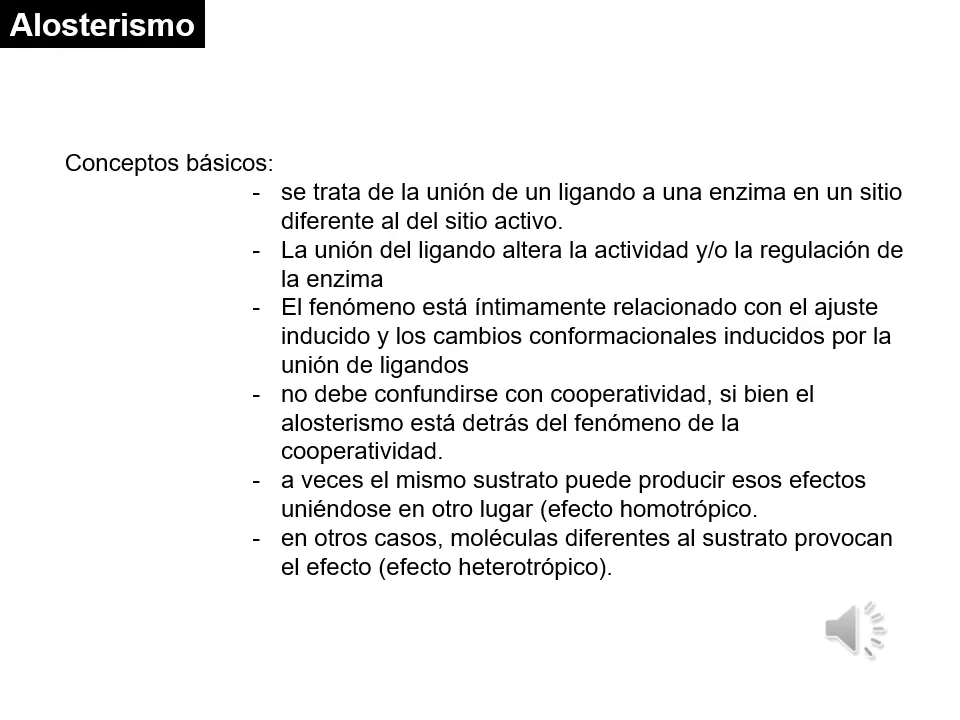 Alosterismo
Conceptos básicos:
- se trata de la unión de un ligando a una enzima en un sitio
diferente al del sitio activo.
- La unión del ligando altera la actividad y/o la regulación de
la enzima
- El fenómeno está íntimamente relacionado con el ajuste
inducido y los cambios conformacionales inducidos por la
unión de ligandos
- no debe confundirse con cooperatividad, si bien el
alosterismo está detrás del fenómeno de la
cooperatividad.
- a veces el mismo sustrato puede producir esos efectos
uniéndose en otro lugar (efecto homotrópico.
- en otros casos, moléculas diferentes al sustrato provocan
el efecto (efecto heterotrópico).